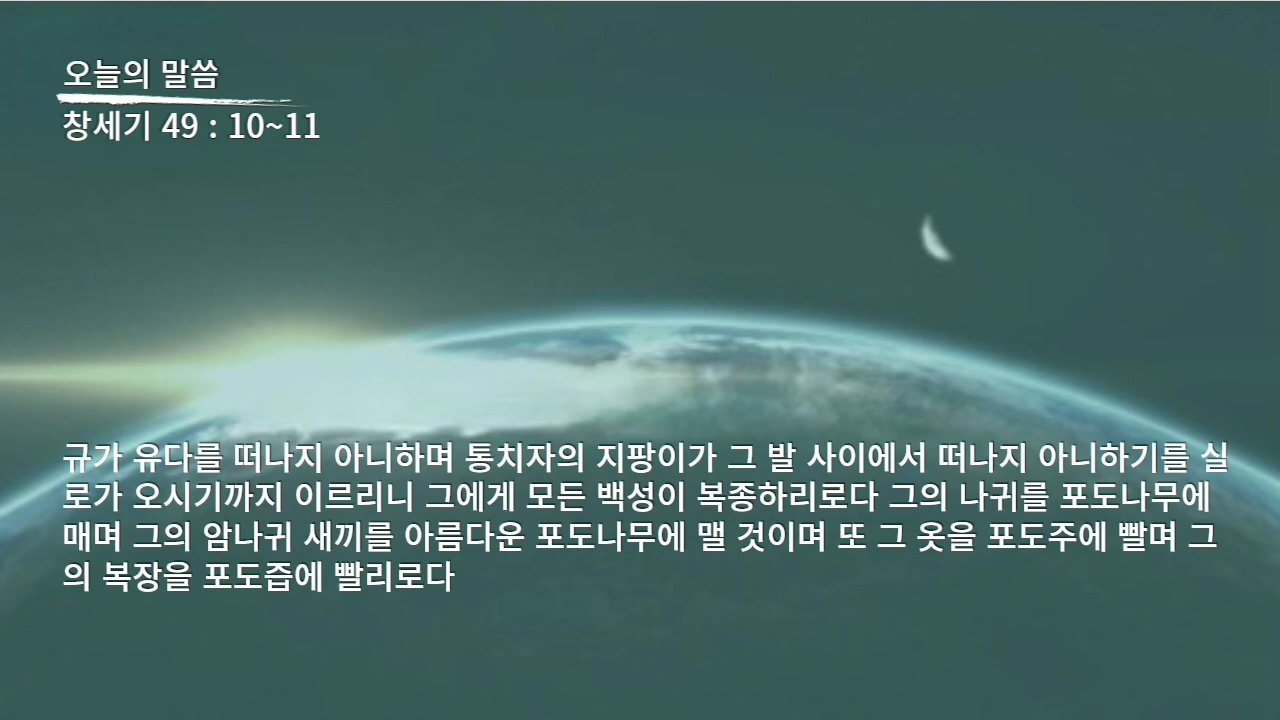 오늘의 말씀
창세기 49 : 10~11
규가 유다를 떠나지 아니하며 통치자의 지팡이가 그 발 사이에서 떠나지 아니하기를 실
로가 오시기까지 이르리니 그에게 모든 백성이 복종하리로다 그의 나귀를 포도나무에
매며 그의 암나귀 새끼를 아름다운 포도나무에 맬 것이며 또 그 옷을 포도주에 빨며 그
의 복장을 포도즙에 빨리로다